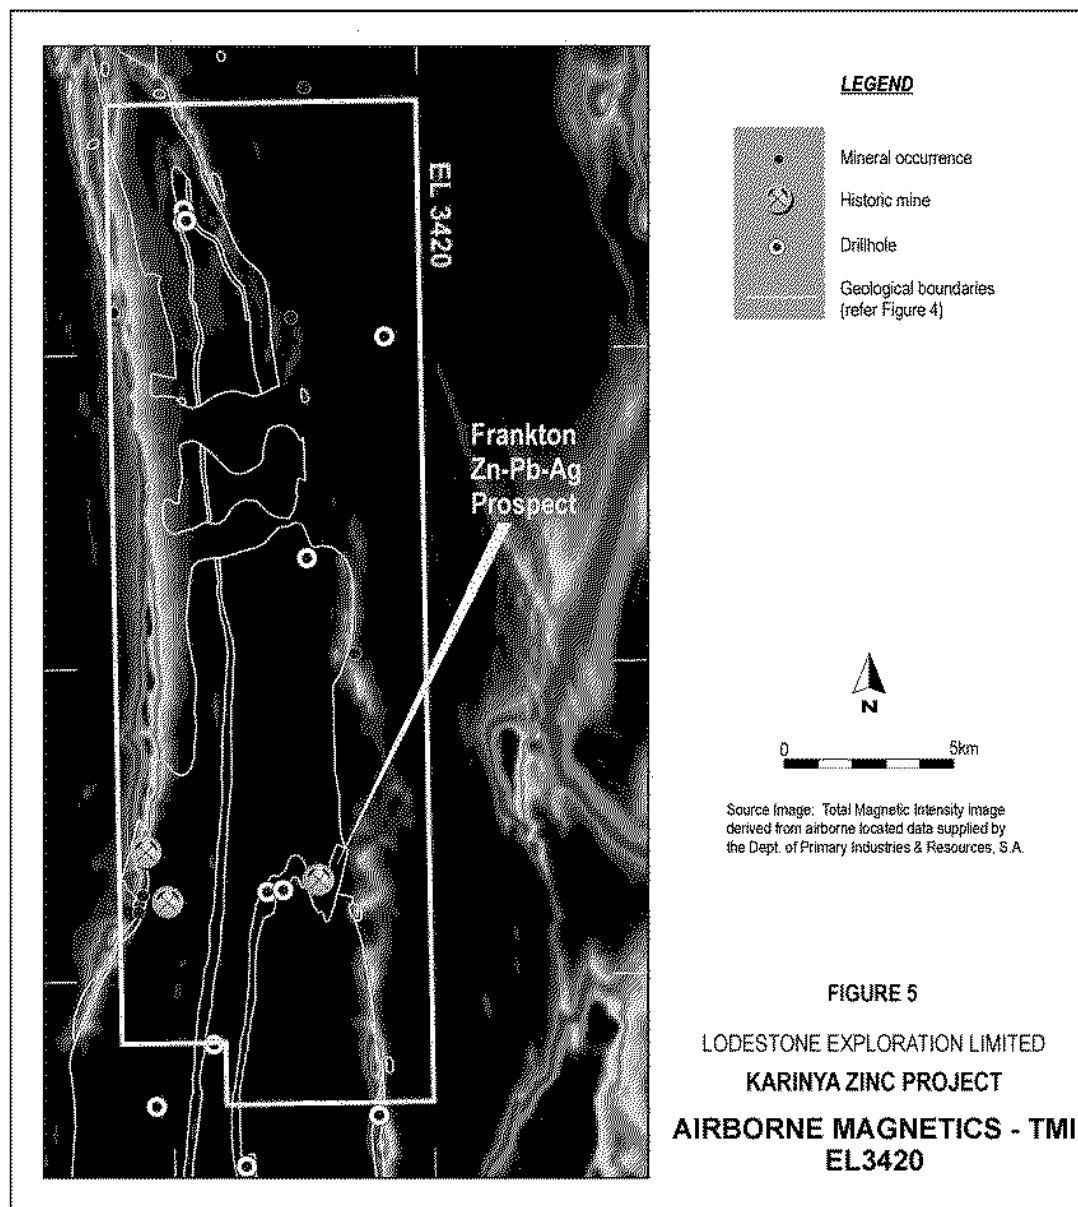 LEGEND
Mineral occurrence
Historic mine
Drillhole
Geological boundaries
(refer Figure 4)
EL 3420
Frankton
Zn-Pb-Ag
Prospect
N
0 5km
Source Image: Total Magnetic Intensity image
derived from airborne located data supplied by
the Dept. of Primary Industries & Resources, S.A.
FIGURE 5
LODESTONE EXPLORATION LIMITED
KARINYA ZINC PROJECT
AIRBORNE MAGNETICS - TMI
EL3420